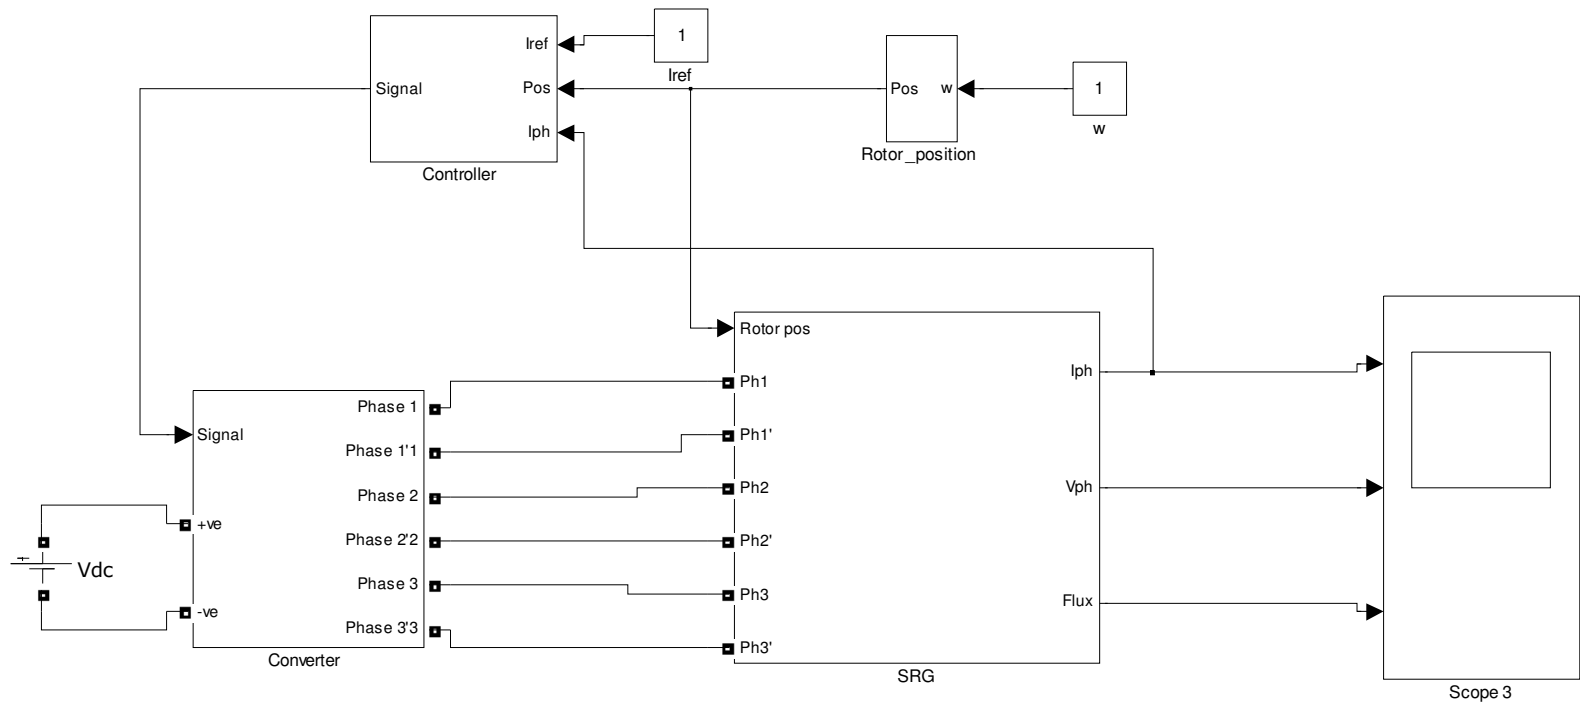 Iref
1
Iref
Signal
Pos
Iph
Controller
Pos
w
Rotor_position
1
w
Rotor pos
Ph1
Ph1'
Ph2
Ph2'
Ph3
Ph3'
Iph
Vph
Flux
SRG
Phase 1
Signal
Phase 1'1
Phase 2
+ve
Phase 2'2
Phase 3
-ve
Phase 3'3
Converter
+
Vdc
Scope 3